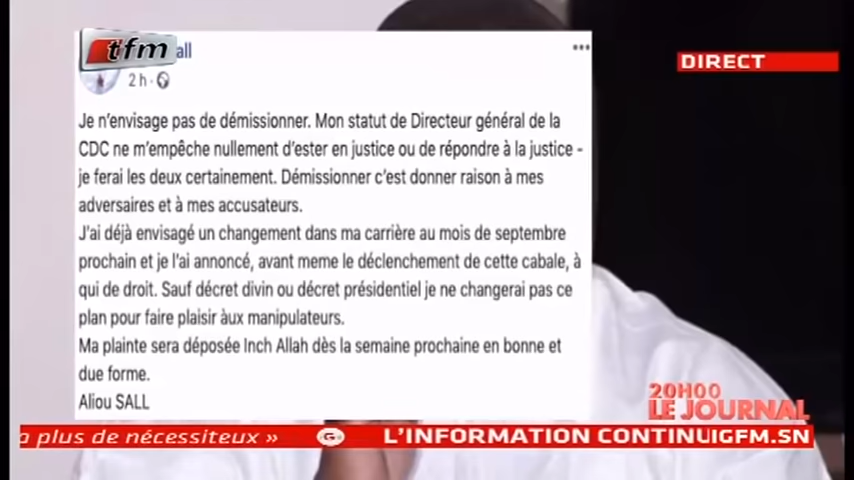 tfm
all
2 h ·
DIRECT
Je n'envisage pas de démissionner. Mon statut de Directeur général de la
CDC ne m'empêche nullement d'ester en justice ou de répondre à la justice -
je ferai les deux certainement. Démissionner c'est donner raison à mes
adversaires et à mes accusateurs.
J'ai déjà envisagé un changement dans ma carrière au mois de septembre
prochain et je l'ai annoncé, avant meme le déclenchement de cette cabale, à
qui de droit. Sauf décret divin ou décret présidentiel je ne changerai pas ce
plan pour faire plaisir àux manipulateurs.
Ma plainte sera déposée Inch Allah dès la semaine prochaine en bonne et
due forme.
Aliou SALL
20H00
LE JOURNAL
a plus de nécessiteux » G L'INFORMATION CONTINUIGFM.SN